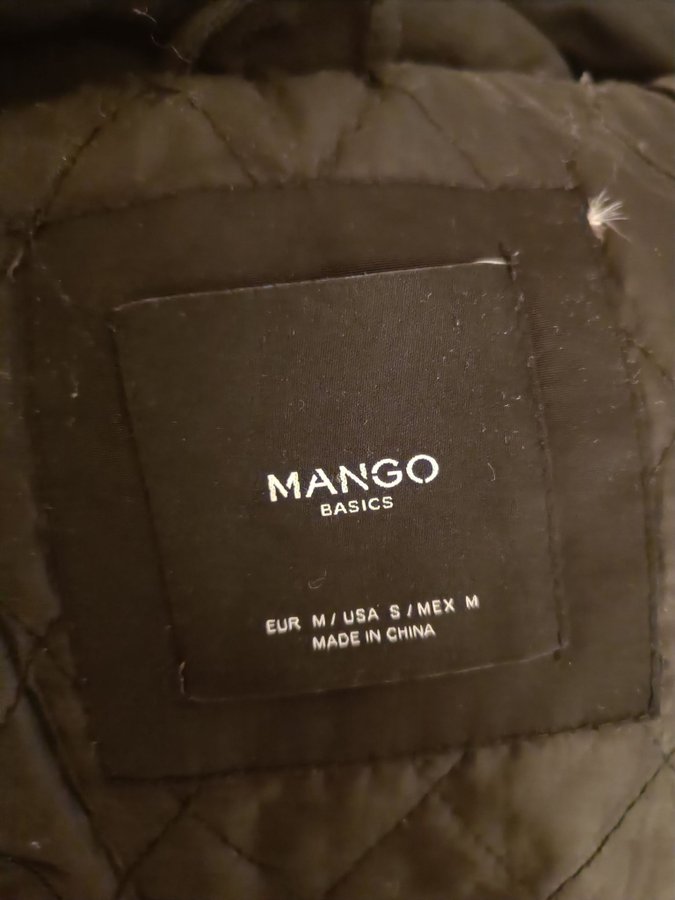 MANGO
BASICS
EUR M / USA S / MEX M
MADE IN CHINA